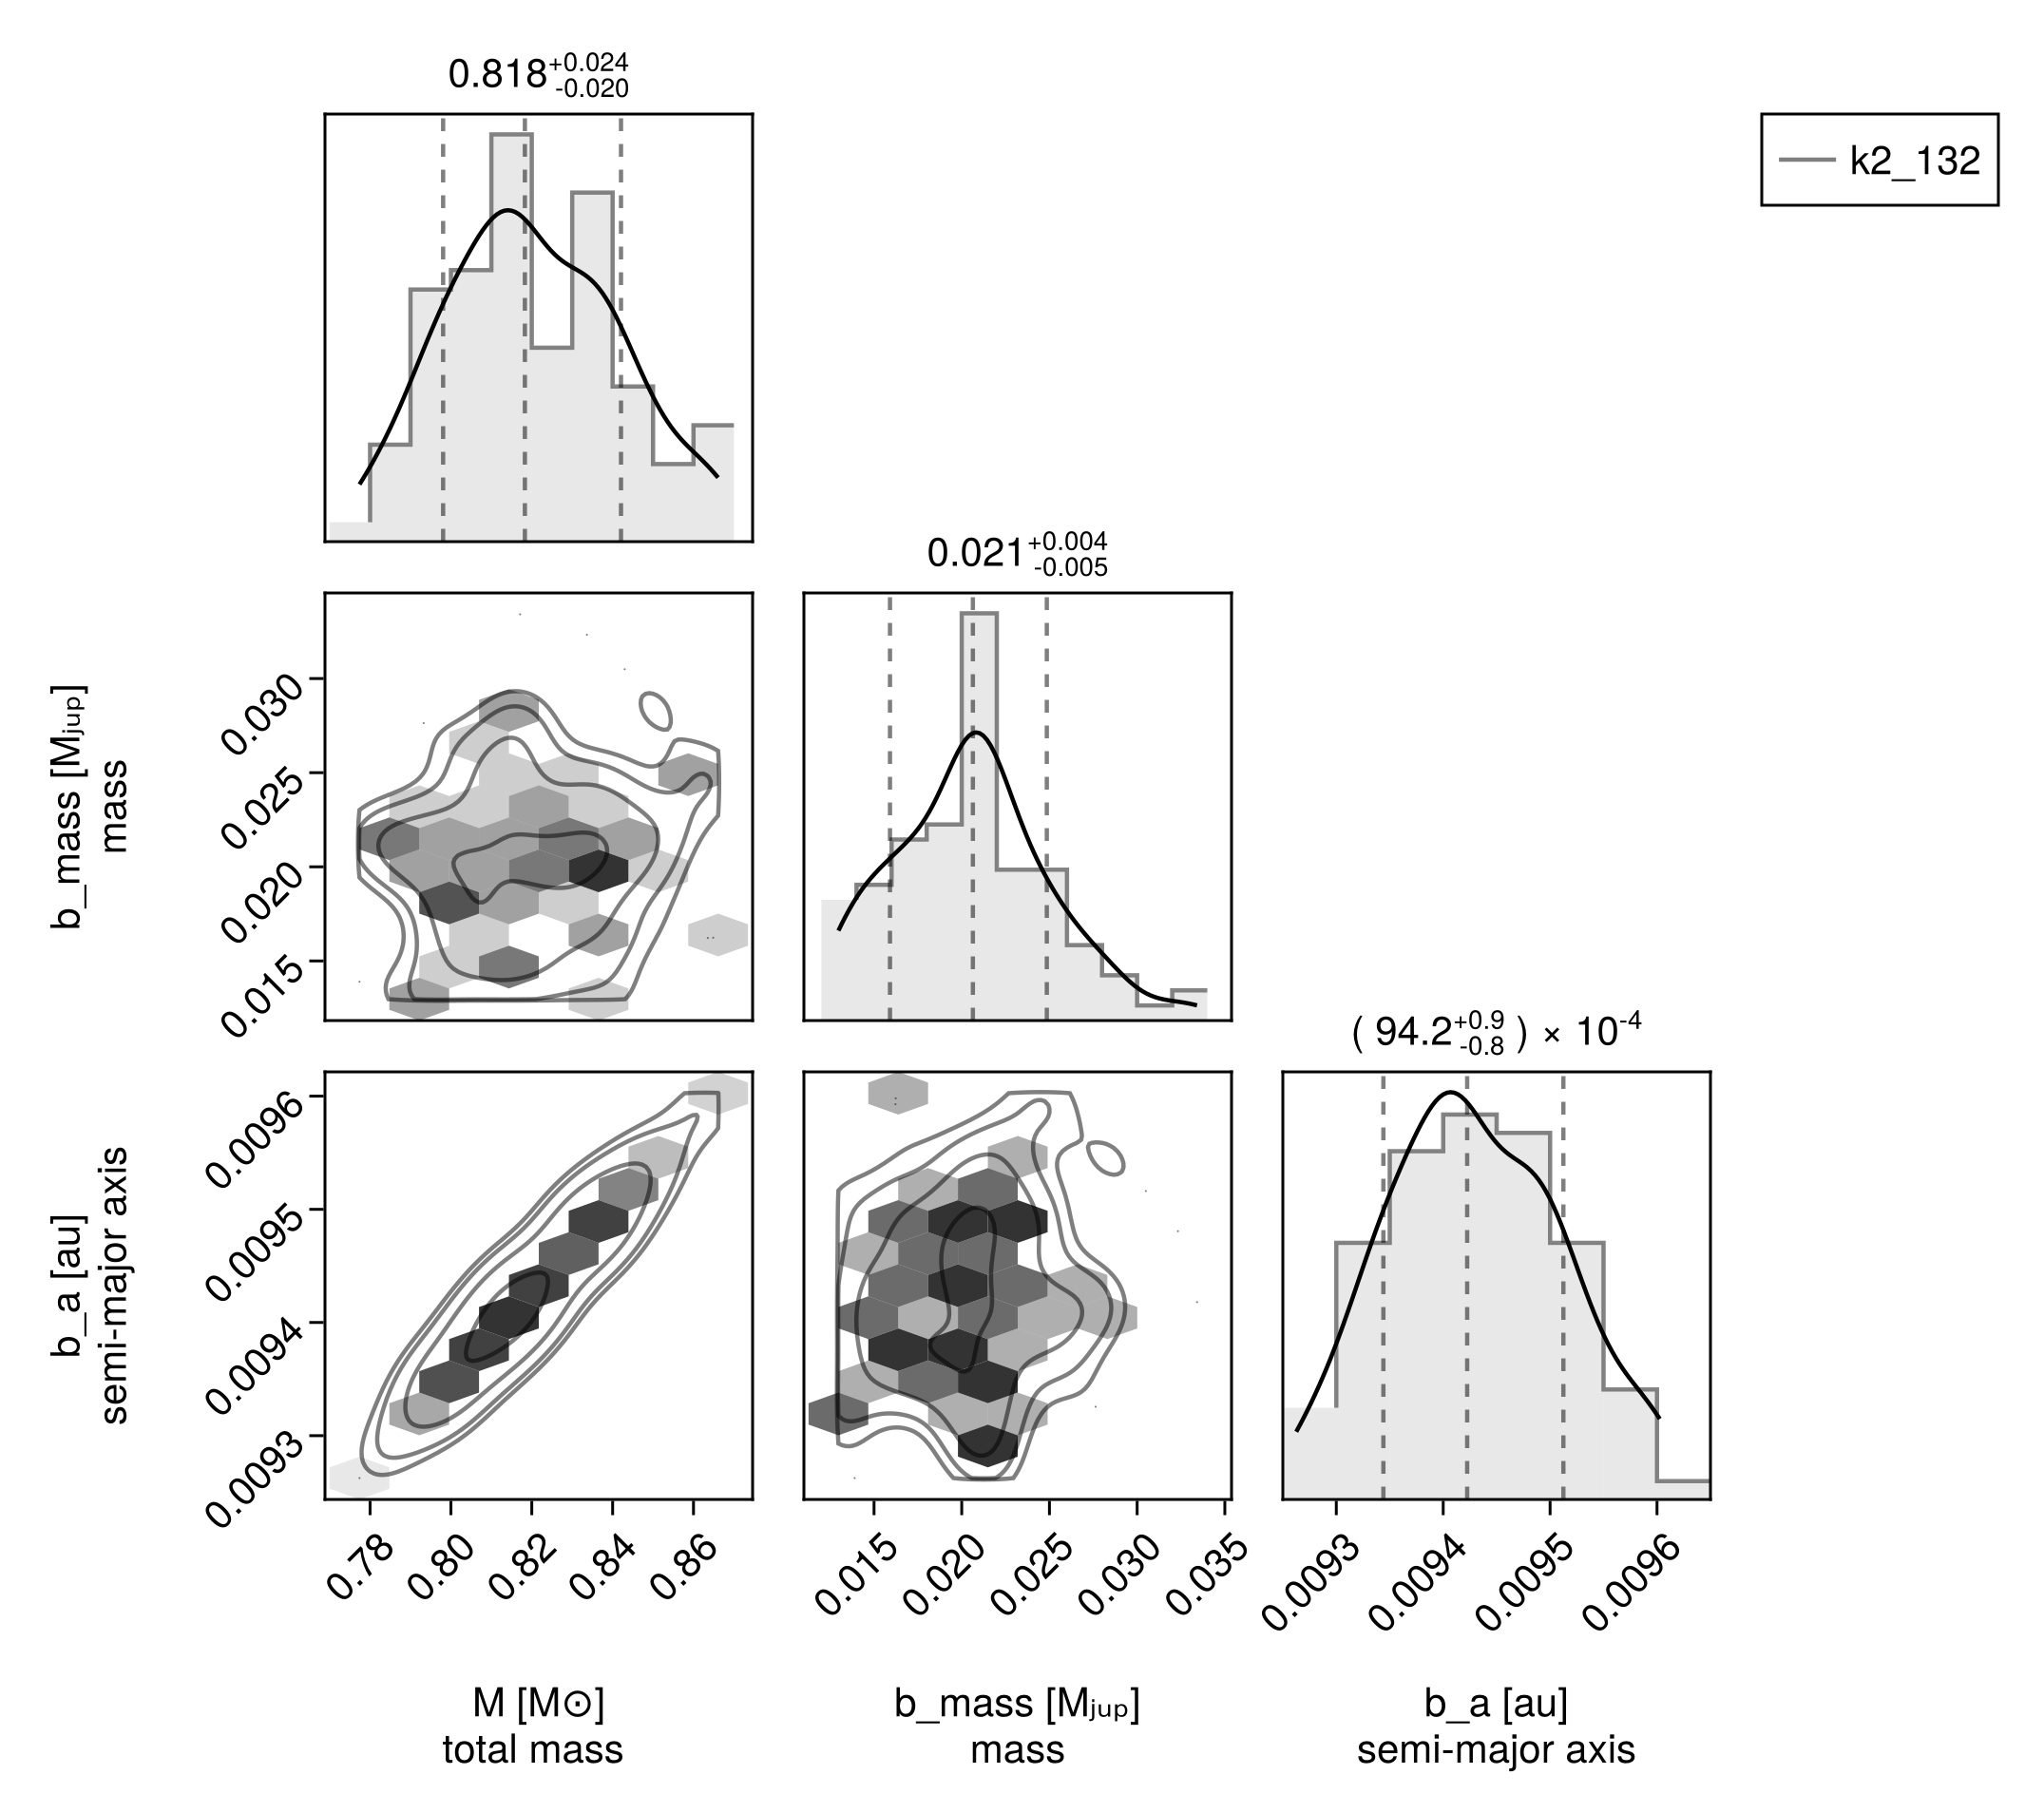 0.818+0.024
-0.020
k2_132
0.021+0.004
-0.005
b_mass [Mⱼᵤₚ]
mass
0.030
0.025
0.020
0.015
( 94.2+0.9
-0.8 ) × 10-4
b_a [au]
semi-major axis
0.0096
0.0095
0.0094
0.0093
0.78
0.80
0.82
0.84
0.86
0.015
0.020
0.025
0.030
0.035
0.0093
0.0094
0.0095
0.0096
M [M⊙]
total mass
b_mass [Mⱼᵤₚ]
mass
b_a [au]
semi-major axis